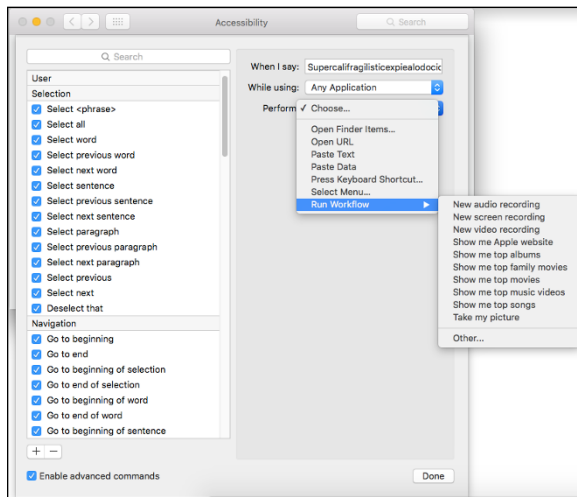 Accessibility
Search
Search
User
Selection
Select <phrase>
Select all
Select word
Select previous word
Select next word
Select sentence
Select previous sentence
Select next sentence
Select paragraph
Select previous paragraph
Select next paragraph
Select previous
Select next
Deselect that
Navigation
Go to beginning
Go to end
Go to beginning of selection
Go to end of selection
Go to beginning of word
Go to end of word
Go to beginning of sentence
+ −
Enable advanced commands
When I say: Supercalifragilisticexpiealodocic
While using: Any Application
Perform ✓ Choose...
Open Finder Items...
Open URL
Paste Text
Paste Data
Press Keyboard Shortcut...
Select Menu...
Run Workflow
New audio recording
New screen recording
New video recording
Show me Apple website
Show me top albums
Show me top family movies
Show me top movies
Show me top music videos
Show me top songs
Take my picture
Other...
Done